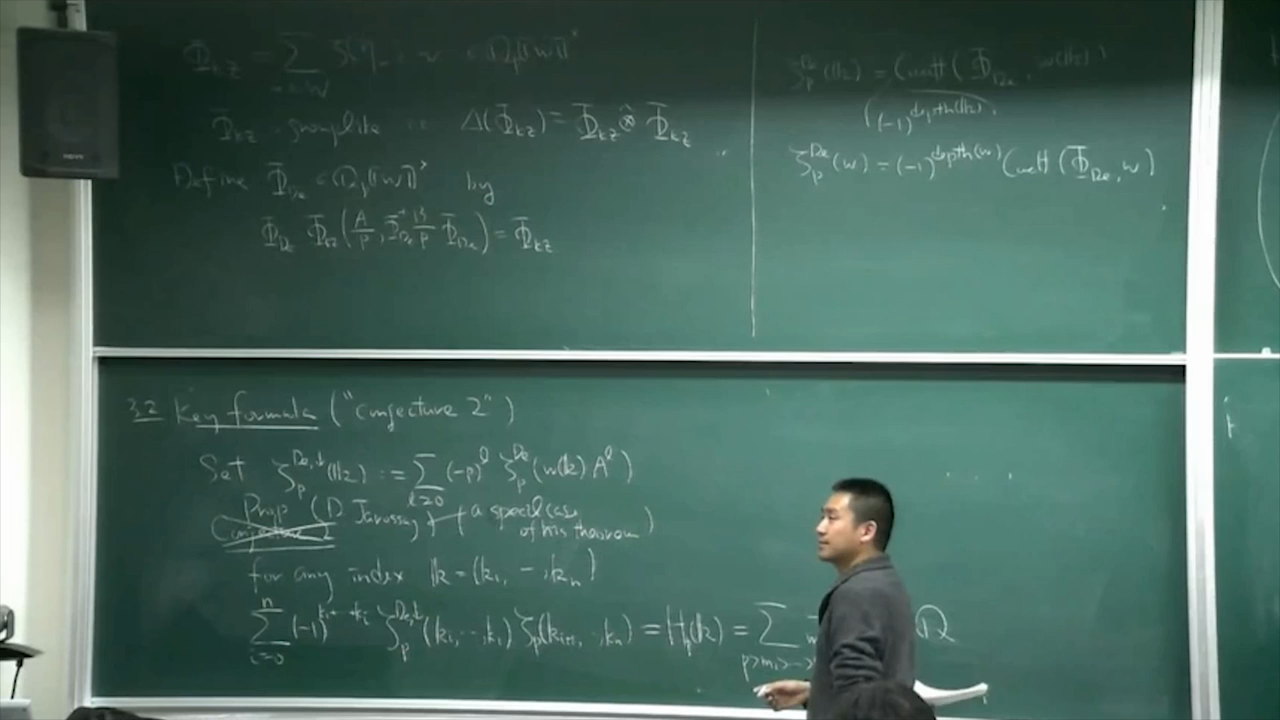 Φ_KZ = Σ
Φ_KZ grouplike i.e. Δ(Φ_KZ) = Φ_KZ ⊗̂ Φ_KZ
Define Φ_De ∈ Q_p⟪W⟫^× by
Φ_De Φ_KZ(A/p, Φ_De^{-1} B/p Φ_De) = Φ_KZ
ζ_p^{De}(𝐤) = Coeff(Φ_De, w(𝐤))
(-1)^{depth(𝐤)}
ζ_p^{De}(w) = (-1)^{depth(w)} Coeff(Φ_De, w)
3.2 Key formula ("conjecture 2")
Set ζ_p^{De,↓}(𝐤) := Σ_{l≥0} (-p)^l ζ_p^{De}(w(𝐤) A^l)
Prop (D Jarossay) (a special case
of his theorem)
for any index 𝐤 = (k_1, -, k_n)
Σ_{i=0}^{n} (-1)^{k_1+···+k_i} ζ_p^{De,↓}(k_i, ···, k_1) ζ_p(k_{i+1}, ··, k_n) = H_p(𝐤) = Σ_{p>m_1>
Q